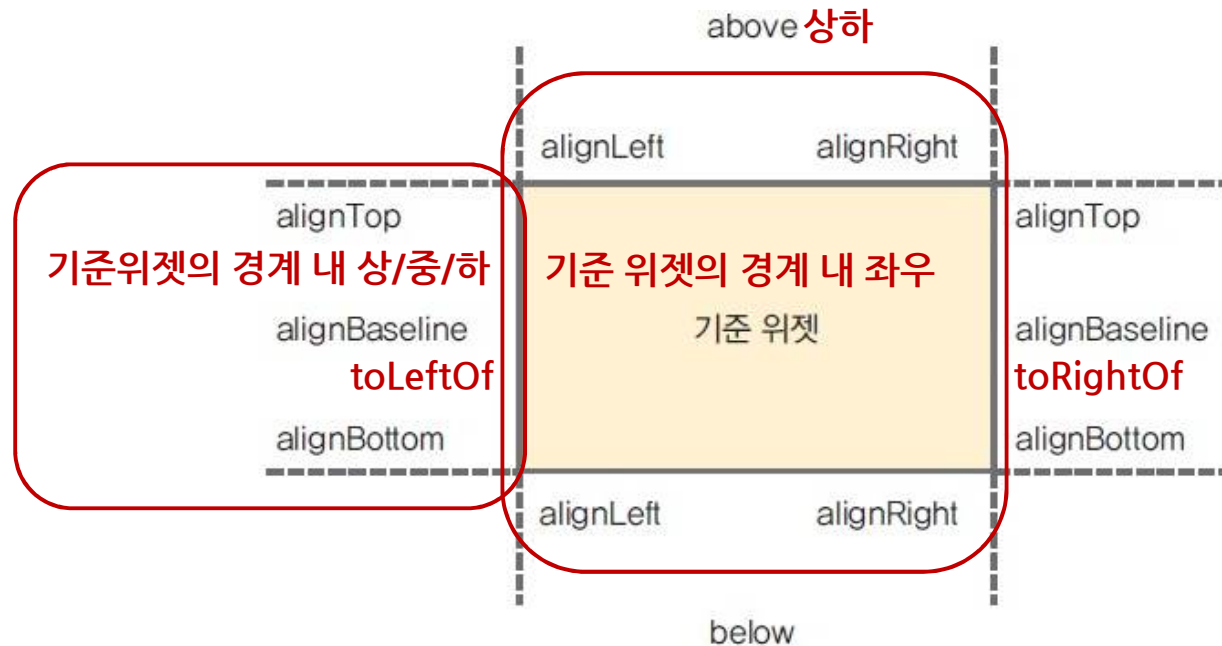 above 상하
alignLeft alignRight
alignTop alignTop
기준위젯의 경계 내 상/중/하 기준 위젯의 경계 내 좌우
alignBaseline 기준 위젯 alignBaseline
toLeftOf toRightOf
alignBottom alignBottom
alignLeft alignRight
below